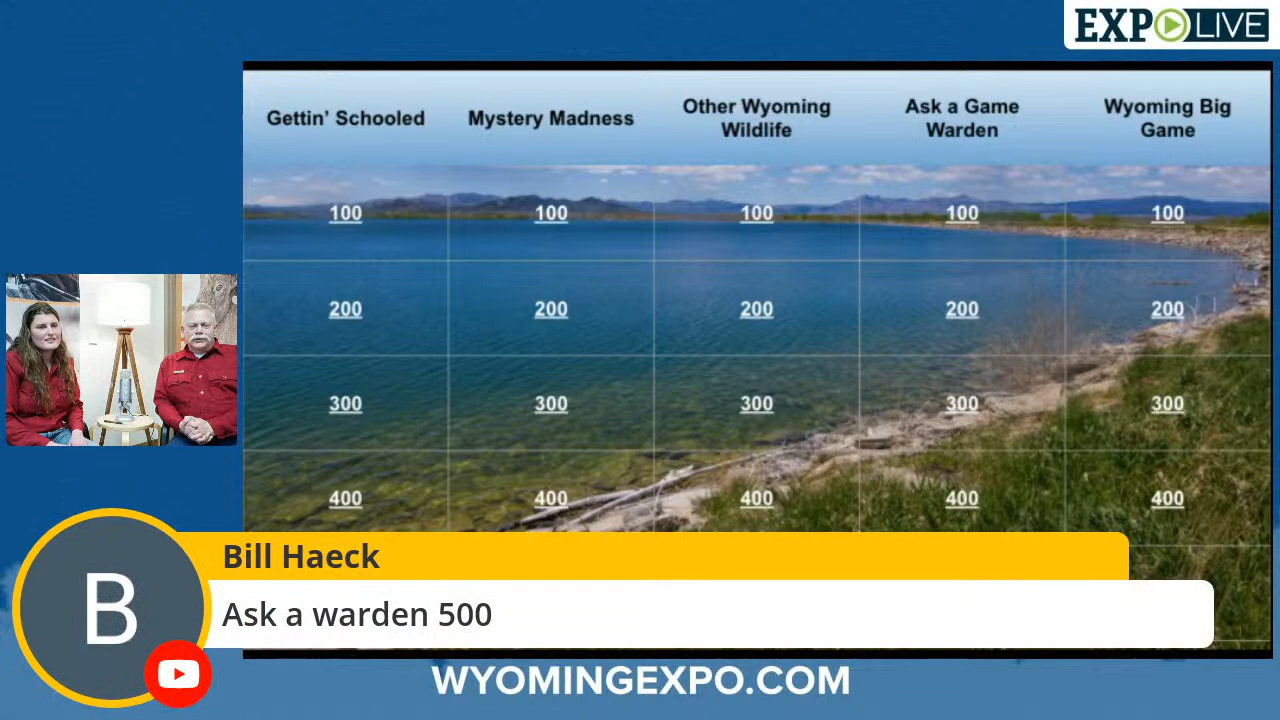 EXPO LIVE
Gettin' Schooled
Mystery Madness
Other Wyoming
Wildlife
Ask a Game
Warden
Wyoming Big
Game
100 100 100 100 100
200 200 200 200 200
300 300 300 300 300
400 400 400 400 400
B
Bill Haeck
Ask a warden 500
WYOMINGEXPO.COM